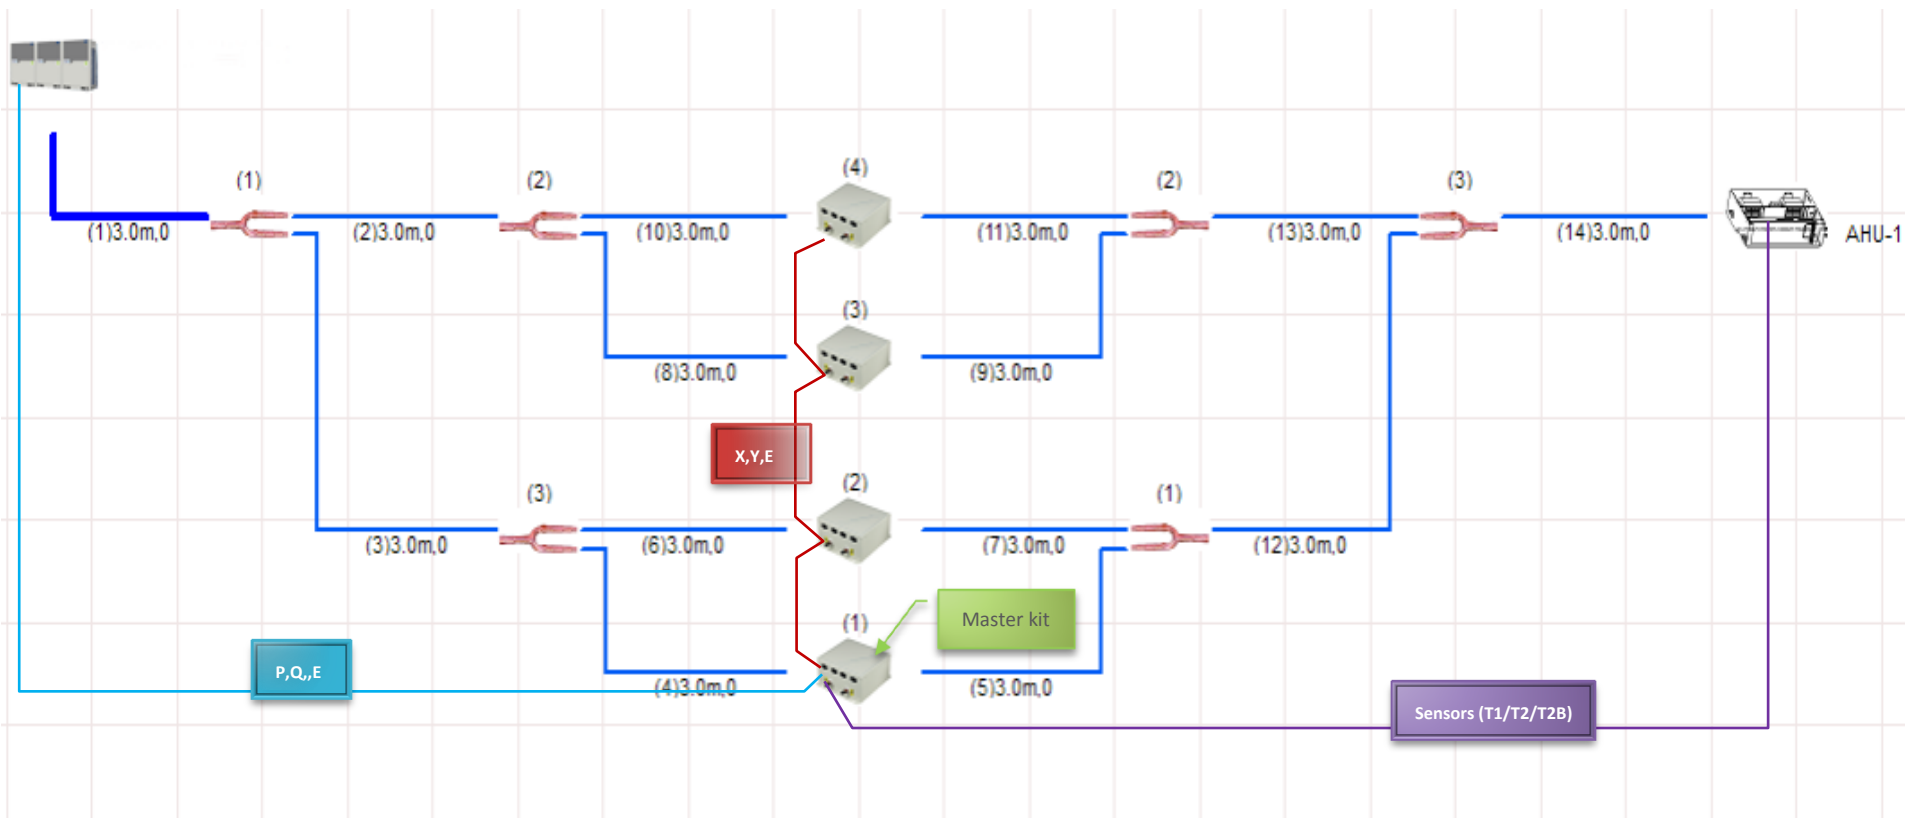 (4)
(1)
(2)
(2)
(3)
(1)3.0m,0
(2)3.0m,0
(10)3.0m,0
(11)3.0m,0
(13)3.0m,0
(14)3.0m,0
AHU-1
(3)
(8)3.0m,0
(9)3.0m,0
X,Y,E
(2)
(3)
(1)
(3)3.0m,0
(6)3.0m,0
(7)3.0m,0
(12)3.0m,0
(1)
Master kit
P,Q,,E
(4)3.0m,0
(5)3.0m,0
Sensors (T1/T2/T2B)